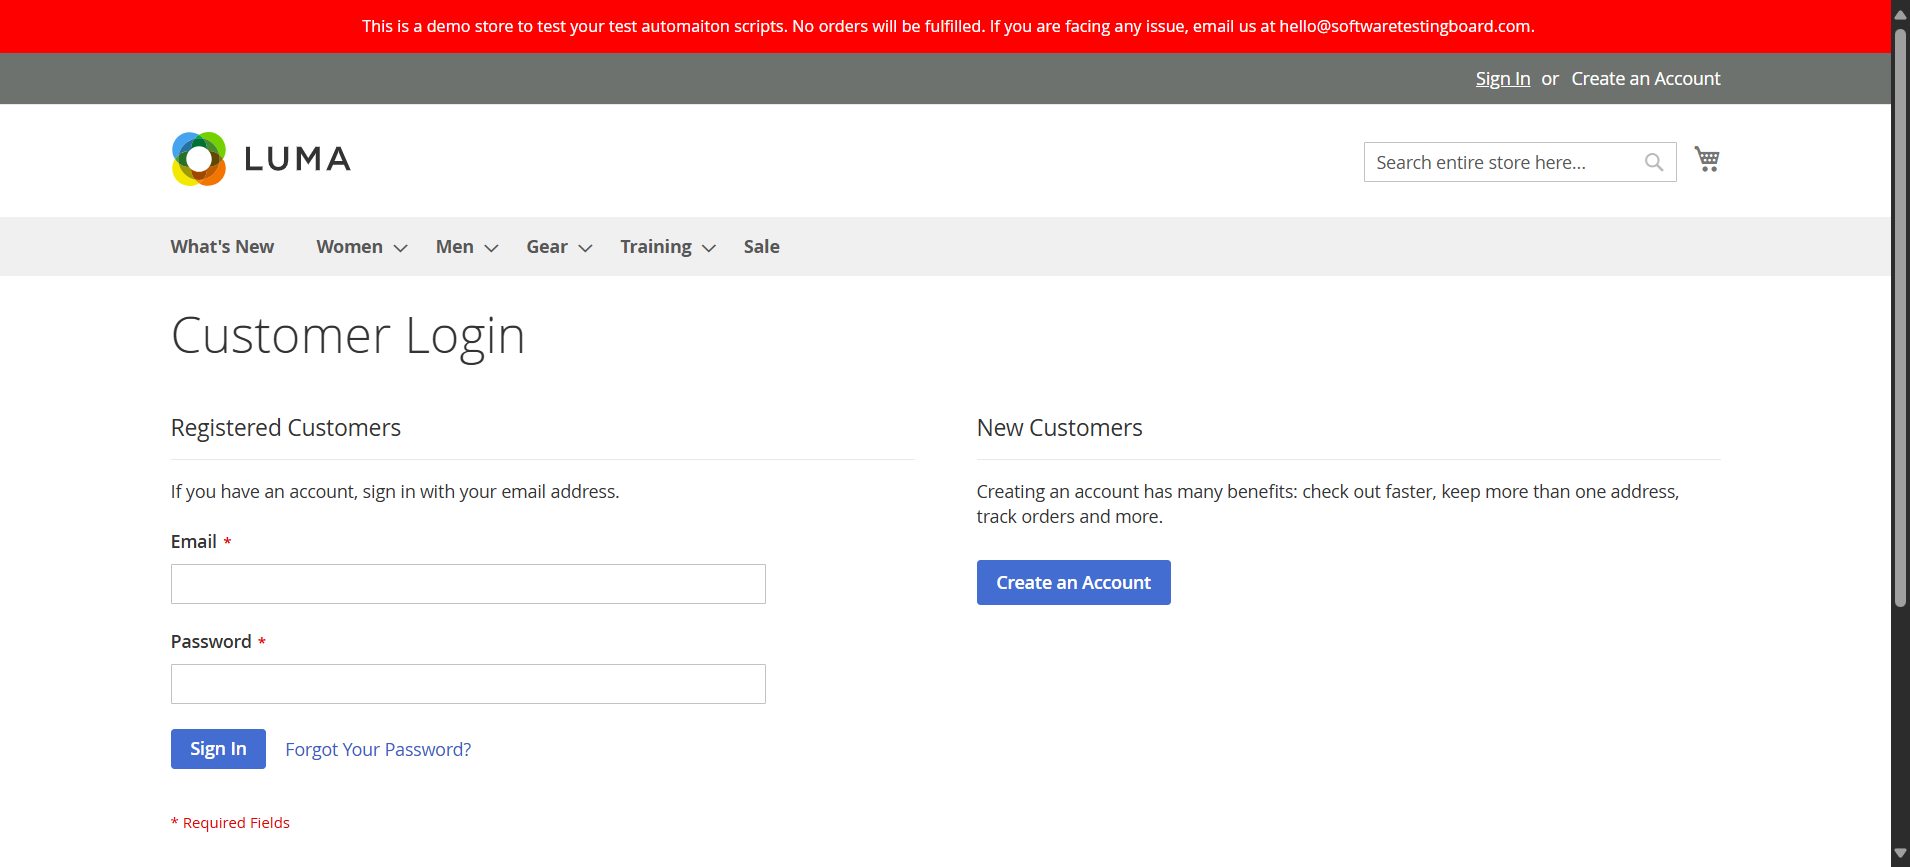 This is a demo store to test your test automaiton scripts. No orders will be fulfilled. If you are facing any issue, email us at hello@softwaretestingboard.com.
Sign In or Create an Account
LUMA
Search entire store here...
What's New Women Men Gear Training Sale
Customer Login
Registered Customers
If you have an account, sign in with your email address.
Email *
Password *
Sign In Forgot Your Password?
* Required Fields
New Customers
Creating an account has many benefits: check out faster, keep more than one address,
track orders and more.
Create an Account